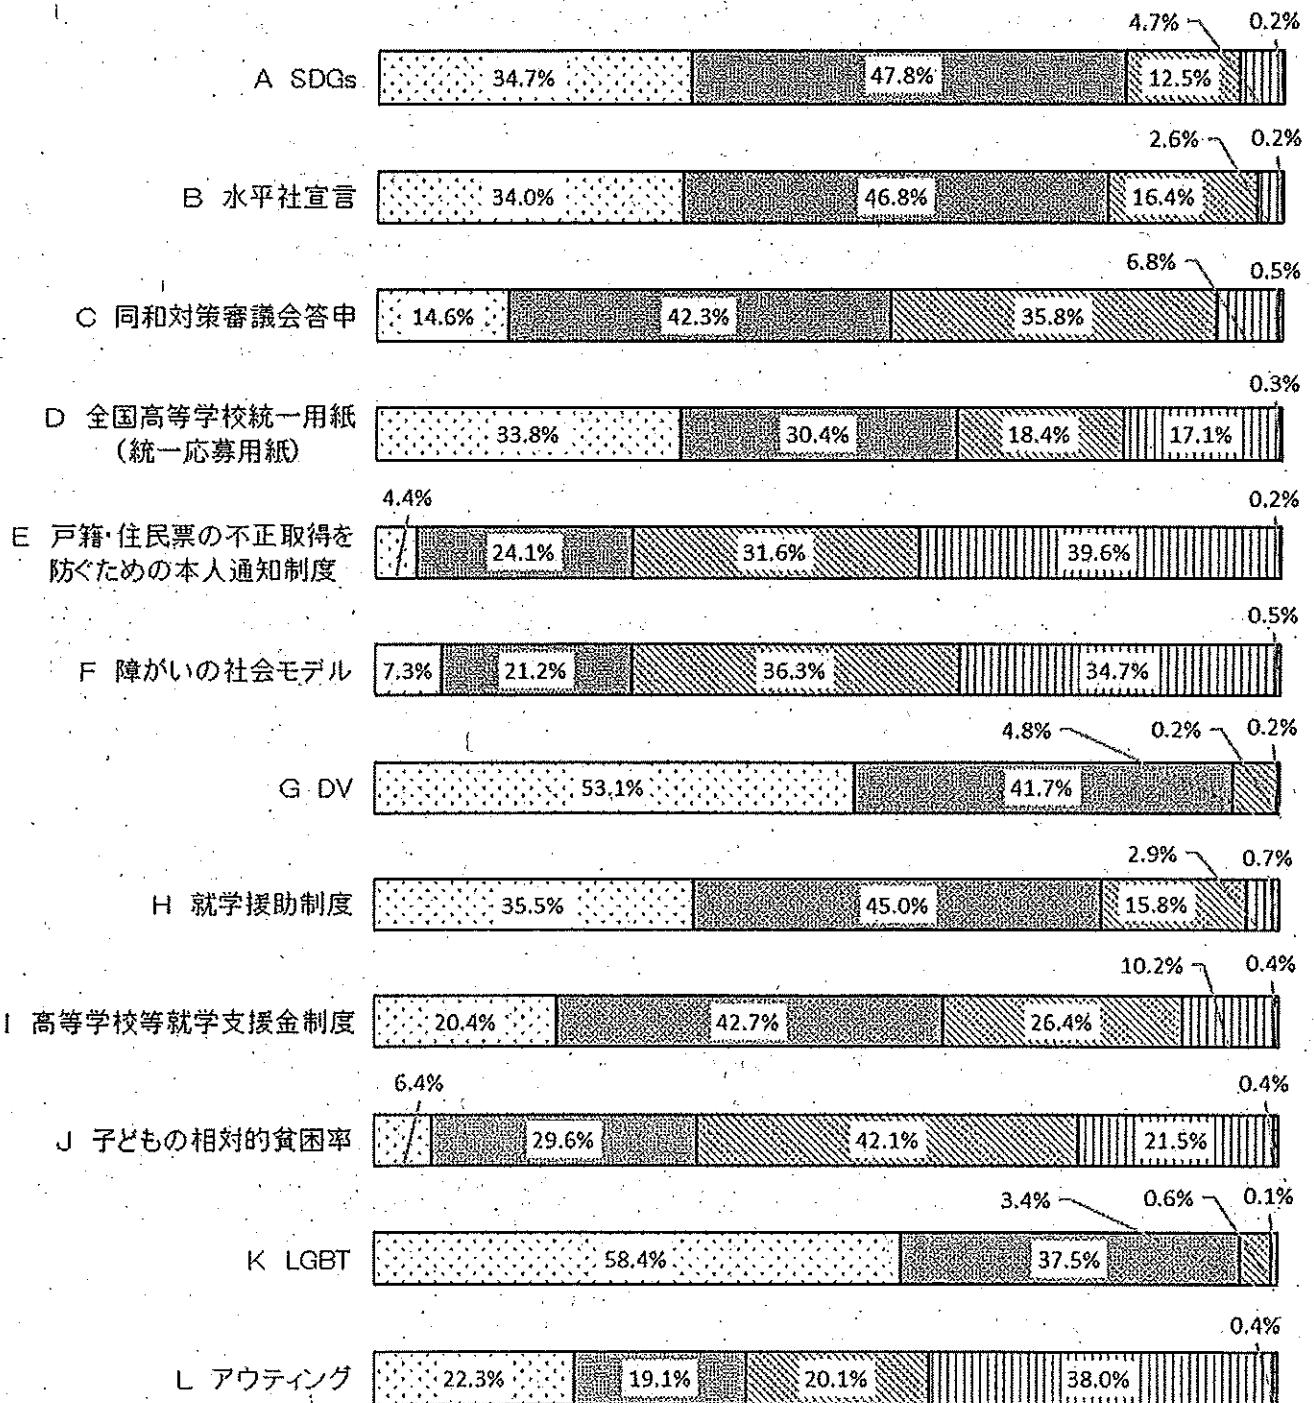 4.7% 0.2%
A SDGs 34.7% 47.8% 12.5%
2.6% 0.2%
B 水平社宣言 34.0% 46.8% 16.4%
6.8% 0.5%
C 同和対策審議会答申 14.6% 42.3% 35.8%
0.3%
D 全国高等学校統一用紙
(統一応募用紙) 33.8% 30.4% 18.4% 17.1%
4.4% 0.2%
E 戸籍・住民票の不正取得を
防ぐための本人通知制度 24.1% 31.6% 39.6%
0.5%
F 障がいの社会モデル 7.3% 21.2% 36.3% 34.7%
4.8% 0.2% 0.2%
G DV 53.1% 41.7%
2.9% 0.7%
H 就学援助制度 35.5% 45.0% 15.8%
10.2% 0.4%
I 高等学校等就学支援金制度 20.4% 42.7% 26.4%
6.4% 0.4%
J 子どもの相対的貧困率 29.6% 42.1% 21.5%
3.4% 0.6% 0.1%
K LGBT 58.4% 37.5%
0.4%
L アウティング 22.3% 19.1% 20.1% 38.0%